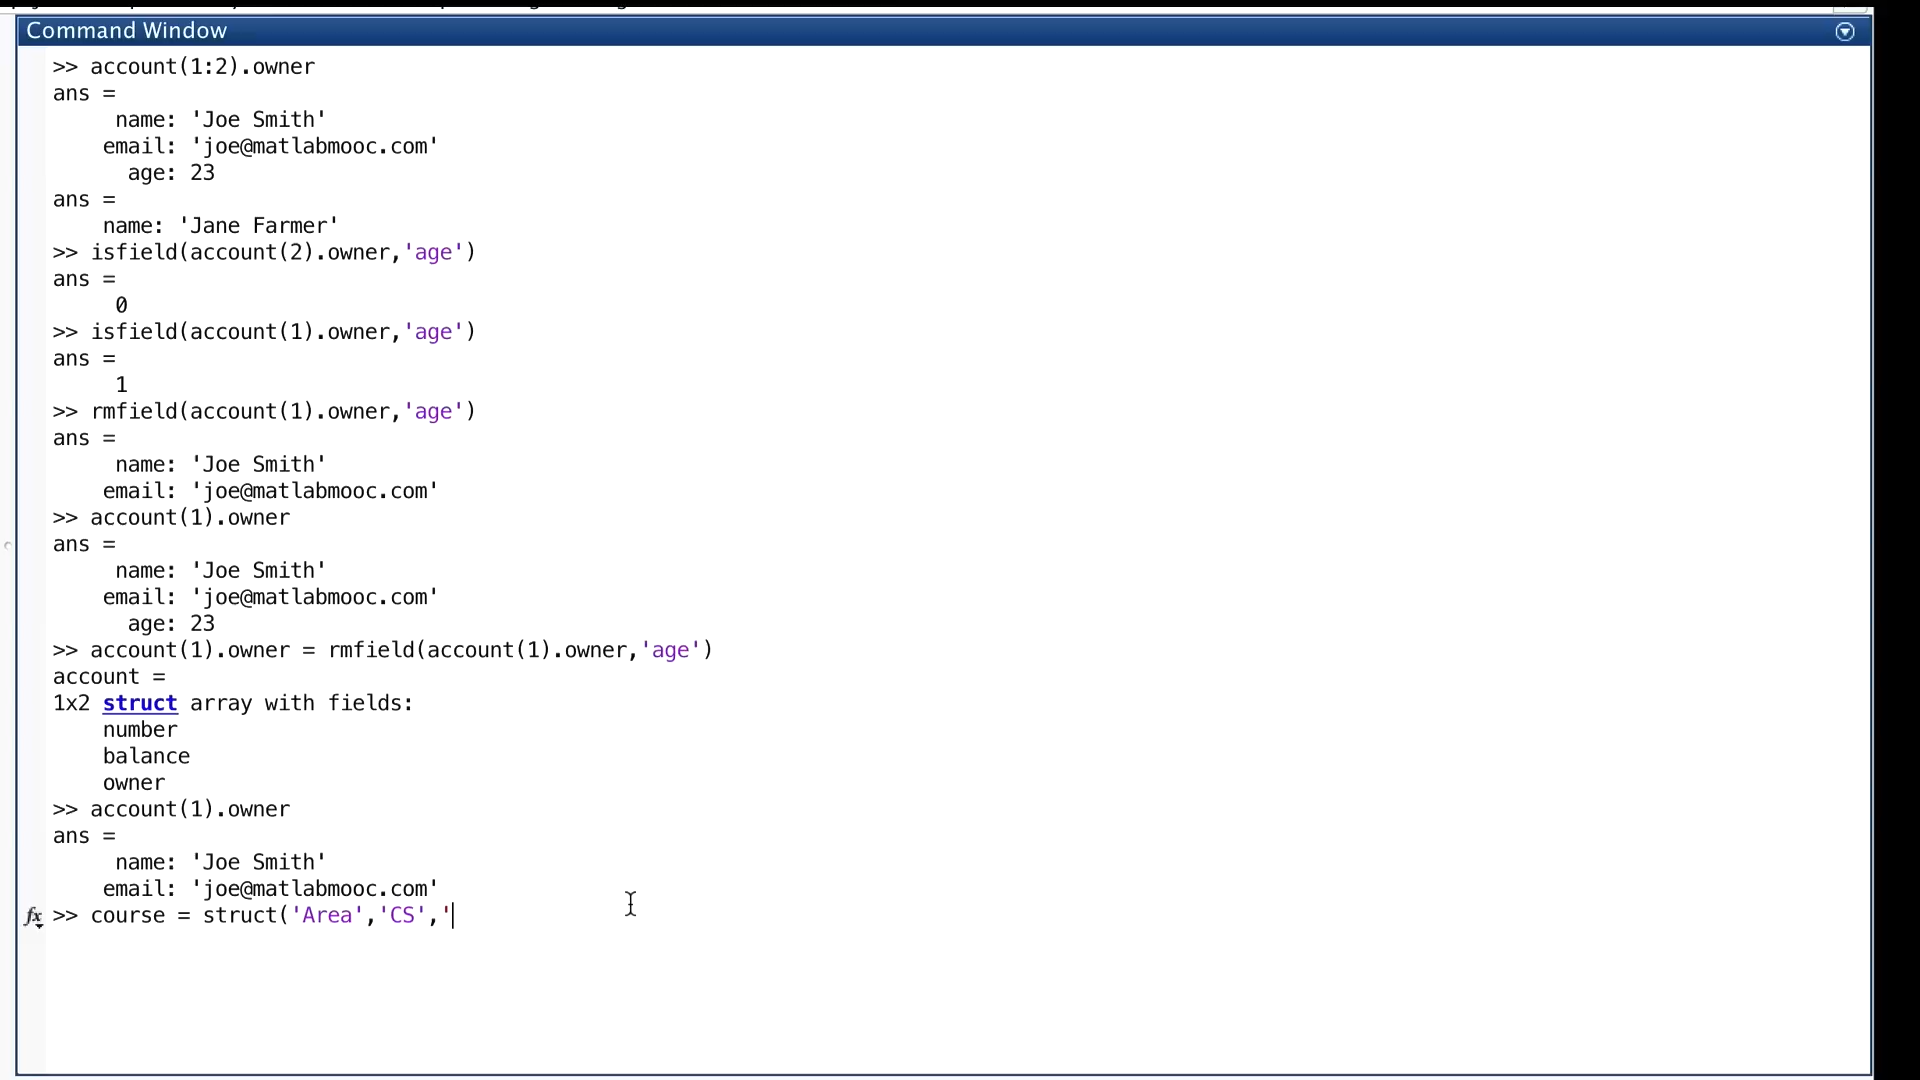 Command Window
>> account(1:2).owner
ans =
name: 'Joe Smith'
email: 'joe@matlabmooc.com'
age: 23
ans =
name: 'Jane Farmer'
>> isfield(account(2).owner,'age')
ans =
0
>> isfield(account(1).owner,'age')
ans =
1
>> rmfield(account(1).owner,'age')
ans =
name: 'Joe Smith'
email: 'joe@matlabmooc.com'
>> account(1).owner
ans =
name: 'Joe Smith'
email: 'joe@matlabmooc.com'
age: 23
>> account(1).owner = rmfield(account(1).owner,'age')
account =
1x2 struct array with fields:
number
balance
owner
>> account(1).owner
ans =
name: 'Joe Smith'
email: 'joe@matlabmooc.com'
fx >> course = struct('Area','CS','